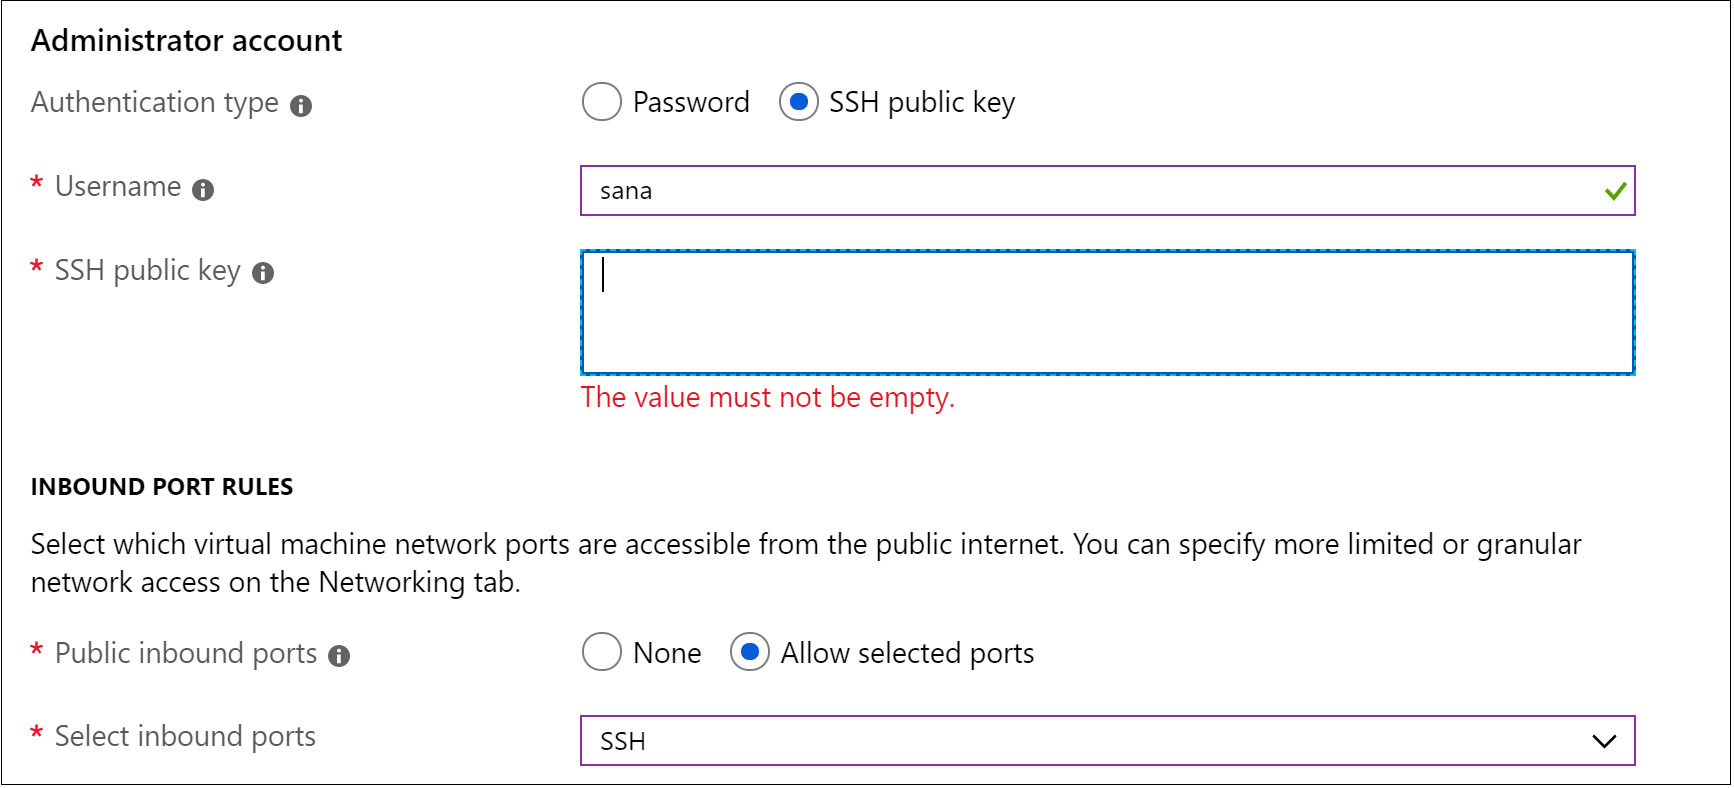 Administrator account
Authentication type
Password
SSH public key
* Username
sana
* SSH public key
The value must not be empty.
INBOUND PORT RULES
Select which virtual machine network ports are accessible from the public internet. You can specify more limited or granular
network access on the Networking tab.
* Public inbound ports
None
Allow selected ports
* Select inbound ports
SSH